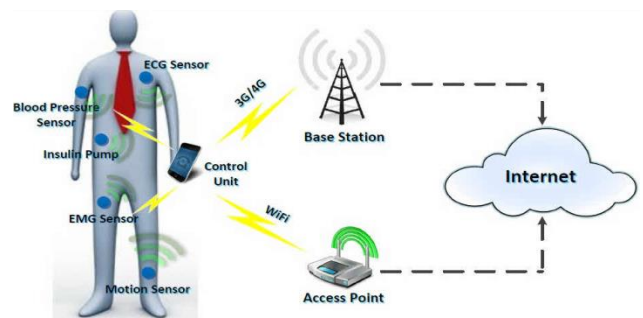 ECG Sensor
Blood Pressure
Sensor
Insulin Pump
EMG Sensor
Motion Sensor
Control
Unit
3G/4G
WiFi
Base Station
Access Point
Internet